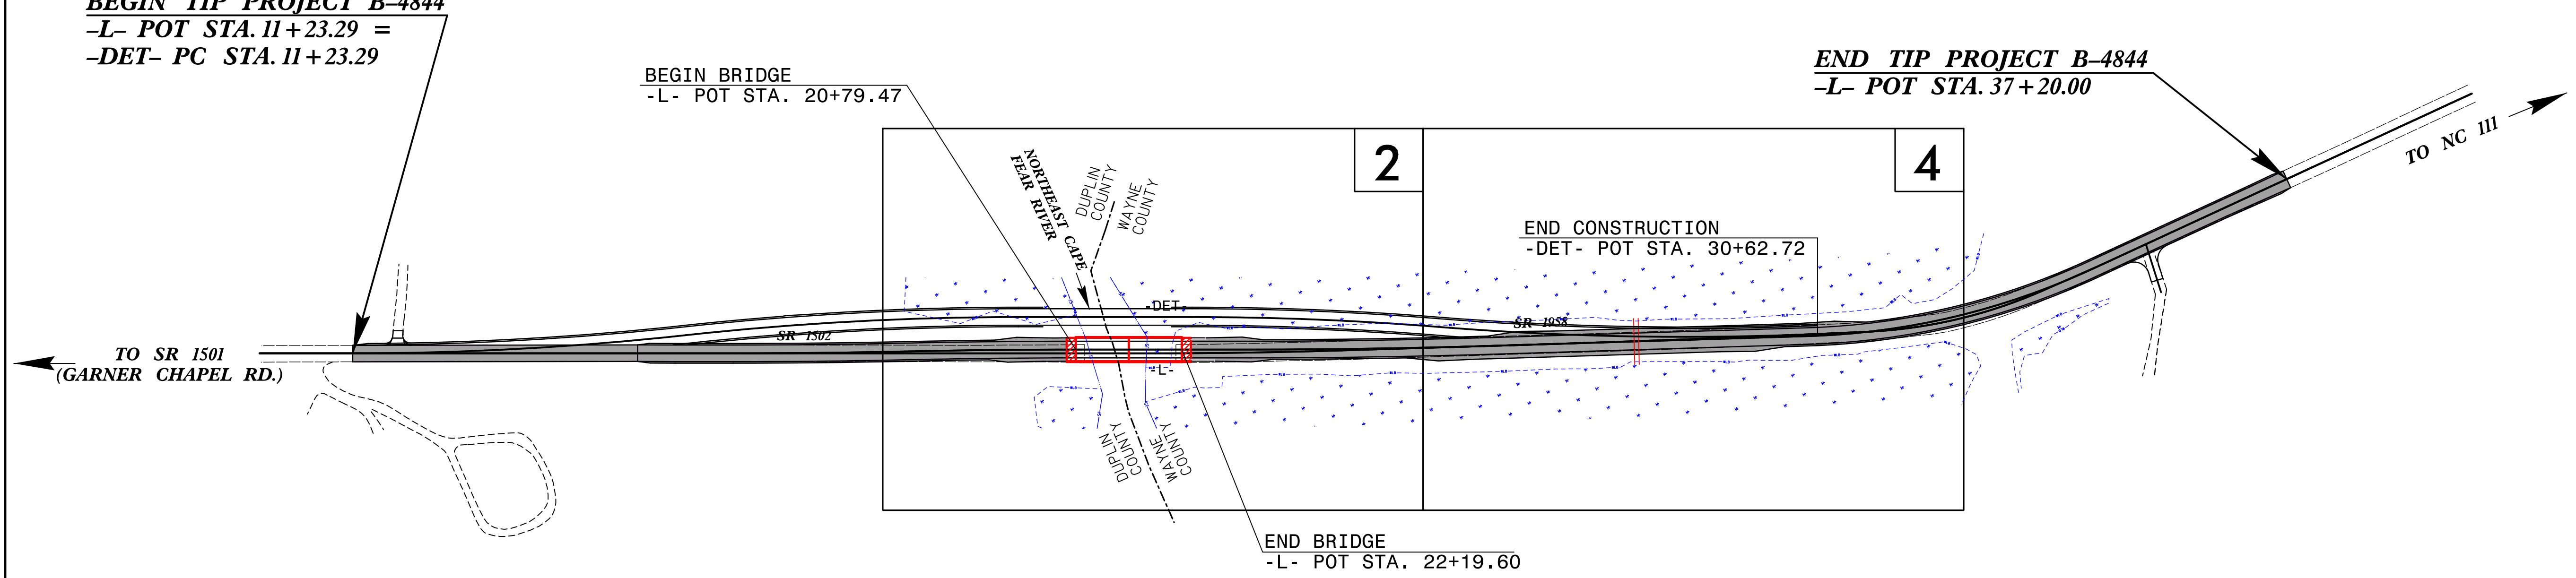 BEGIN TIP PROJECT B–4844
–L– POT STA. 11+23.29 =
–DET– PC STA. 11+23.29
BEGIN BRIDGE
-L- POT STA. 20+79.47
END TIP PROJECT B–4844
–L– POT STA. 37+20.00
TO NC 111
2
4
NORTHEAST CAPE
FEAR RIVER
DUPLIN
COUNTY
WAYNE
COUNTY
END CONSTRUCTION
-DET- POT STA. 30+62.72
-DET-
SR 1502
SR 1958
-L-
TO SR 1501
(GARNER CHAPEL RD.)
DUPLIN
COUNTY
WAYNE
COUNTY
END BRIDGE
-L- POT STA. 22+19.60